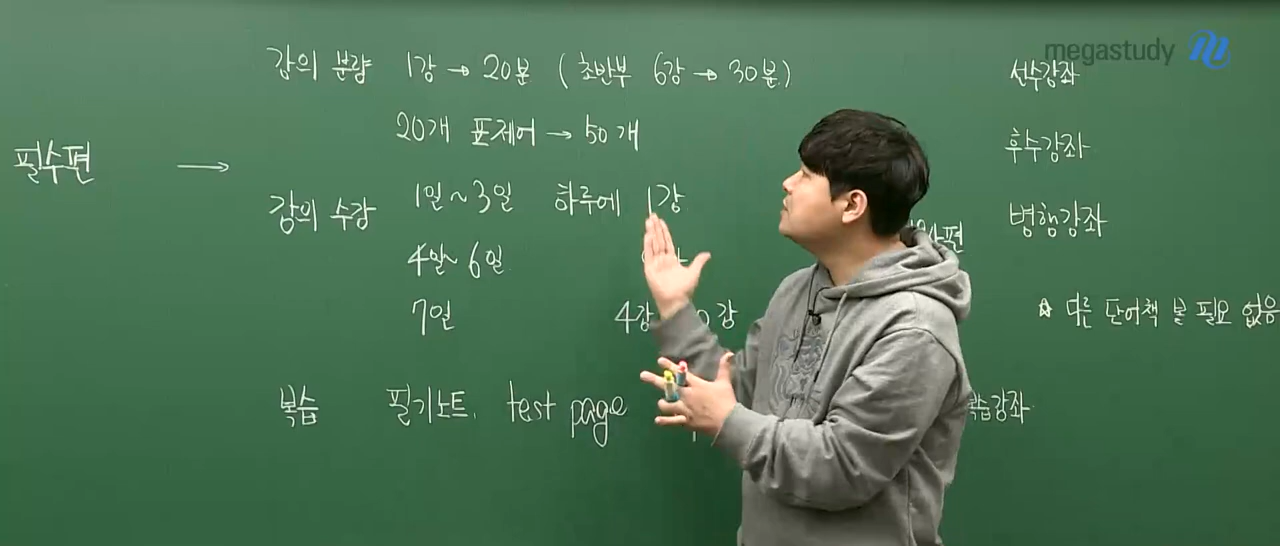 megastudy
필수편 →
강의 분량 1강 → 20분 (초반부 6강 → 30분)
20개 표제어 → 50개
강의 수강 1일~3일 하루에 1강
4일~6일
7일 4강 강
복습 필기노트. test page
선수강좌
후수강좌
병행강좌
☆ 다른 단어책 볼 필요 없음